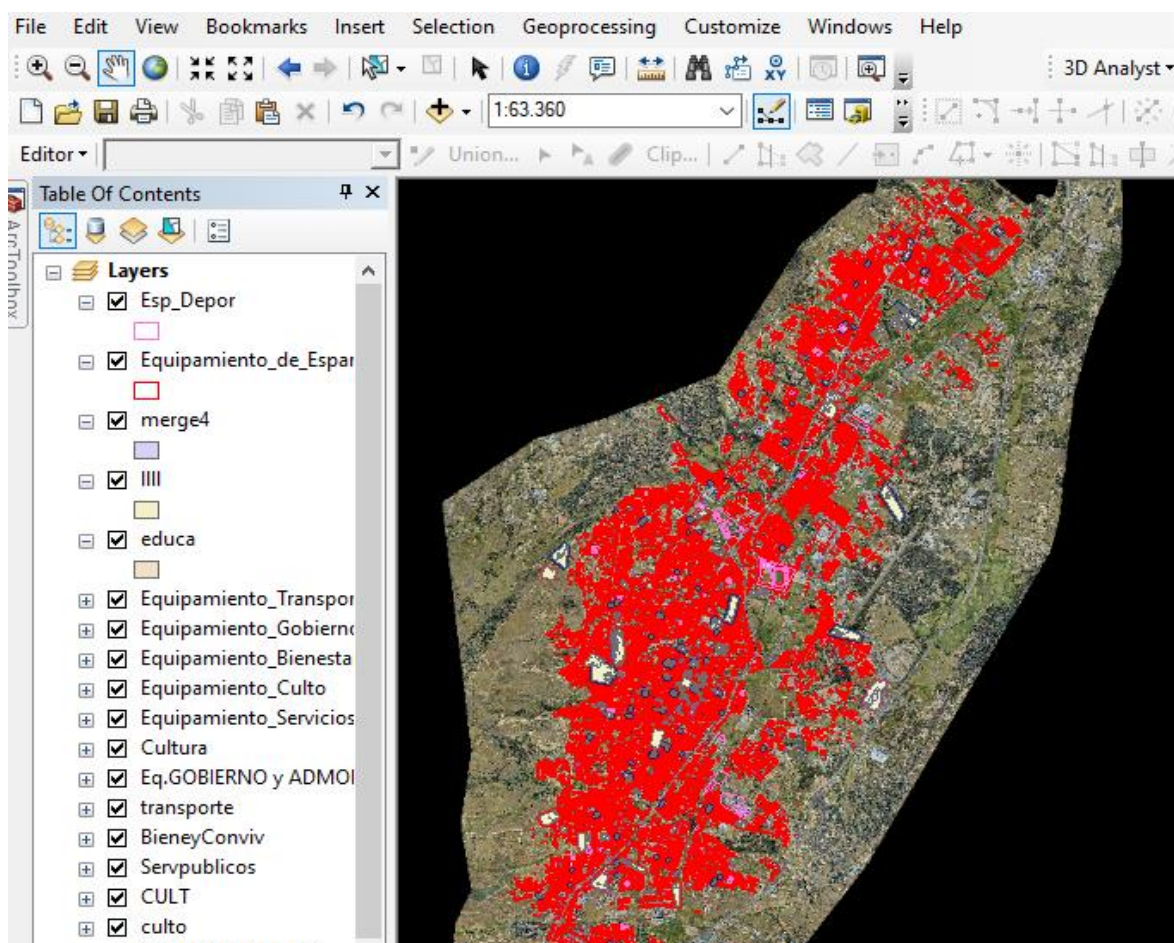 File Edit View Bookmarks Insert Selection Geoprocessing Customize Windows Help
3D Analyst
1:63.360
Editor Union... Clip...
Table Of Contents
ArcToolbox
Layers
Esp_Depor
Equipamiento_de_Espar
merge4
llll
educa
Equipamiento_Transpor
Equipamiento_Gobierno
Equipamiento_Bienesta
Equipamiento_Culto
Equipamiento_Servicios
Cultura
Eq.GOBIERNO y ADMOI
transporte
BieneyConviv
Servpublicos
CULT
culto